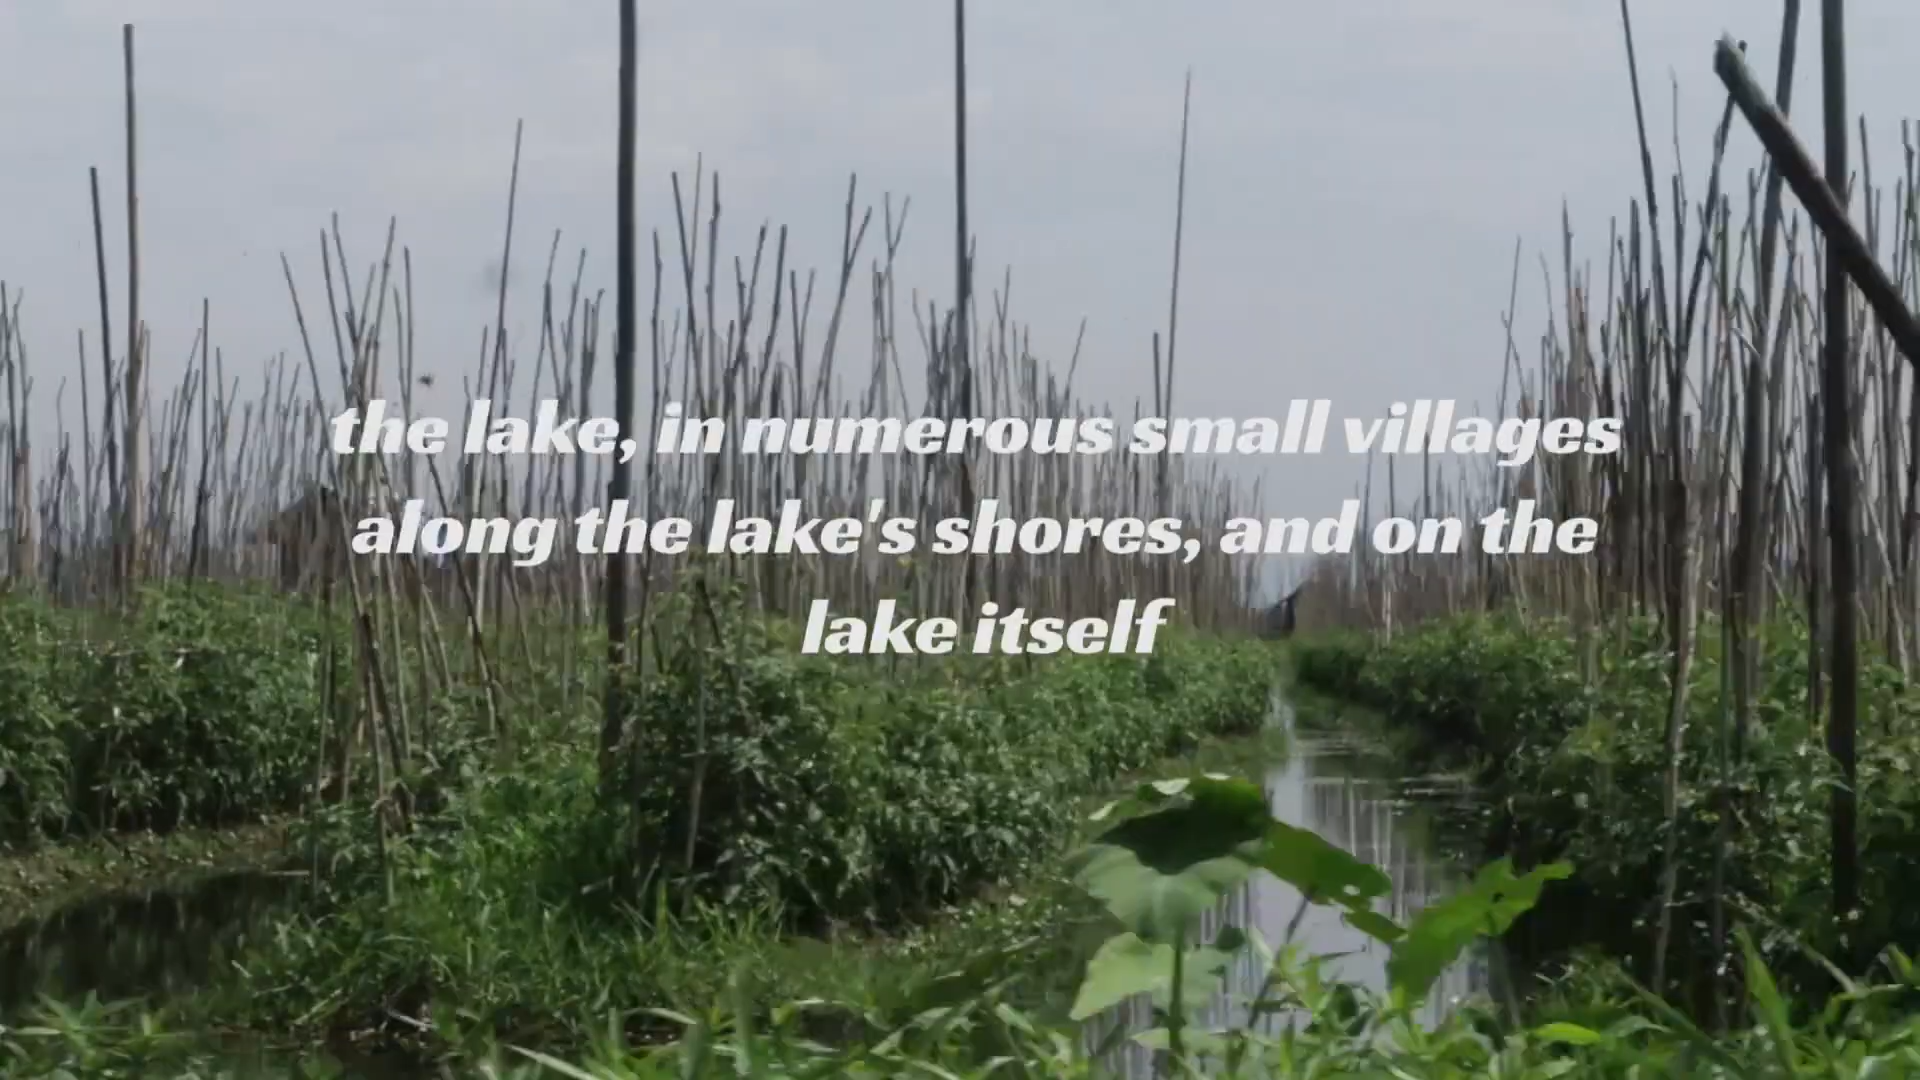 the lake, in numerous small villages
along the lake's shores, and on the
lake itself